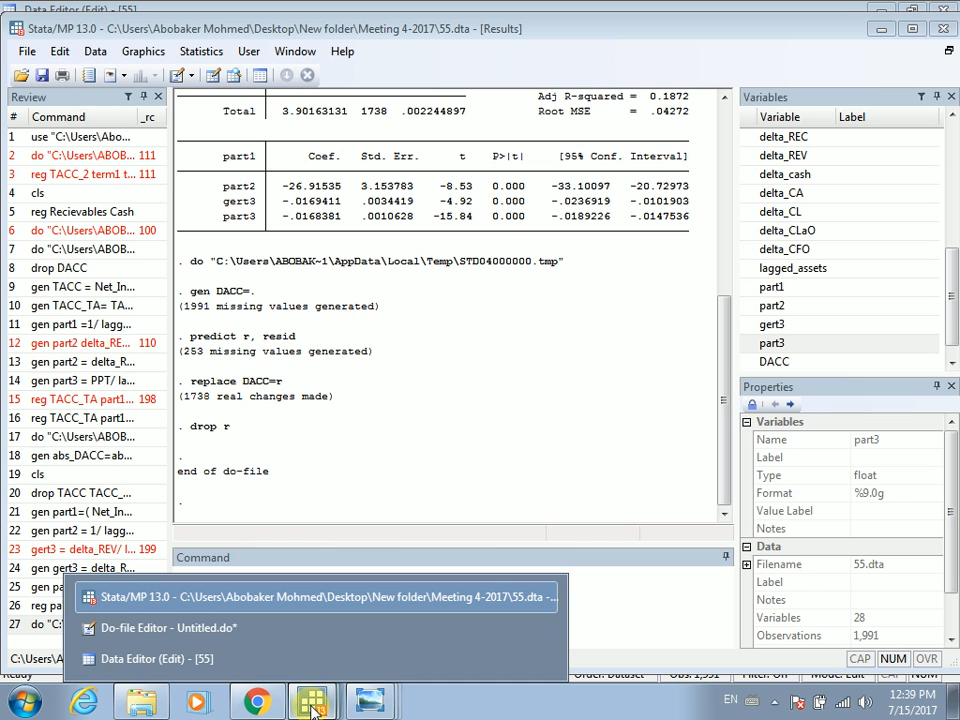 Data Editor (Edit) - [55]
Stata/MP 13.0 - C:\Users\Abobaker Mohmed\Desktop\New folder\Meeting 4-2017\55.dta - [Results]
File Edit Data Graphics Statistics User Window Help
Review
# Command _rc
1 use "C:\Users\Abo...
2 do "C:\Users\ABOB... 111
3 reg TACC_2 term1 t... 111
4 cls
5 reg Recievables Cash
6 do "C:\Users\ABOB... 100
7 do "C:\Users\ABOB...
8 drop DACC
9 gen TACC = Net_In...
10 gen TACC_TA= TA...
11 gen part1 =1/ lagg...
12 gen part2 delta_RE... 110
13 gen part2 = delta_R...
14 gen part3 = PPT/ la...
15 reg TACC_TA part1... 198
16 reg TACC_TA part1...
17 do "C:\Users\ABOB...
18 gen abs_DACC=ab...
19 cls
20 drop TACC TACC_...
21 gen part1=( Net_In...
22 gen part2 = 1/ lagg...
23 gert3 = delta_REV/ l... 199
24 gen gert3 = delta_R...
25 gen pa
26 reg pa
27 do "C:
Adj R-squared = 0.1872
Total 3.90163131 1738 .002244897 Root MSE = .04272
part1 Coef. Std. Err. t P>|t| [95% Conf. Interval]
part2 -26.91535 3.153783 -8.53 0.000 -33.10097 -20.72973
gert3 -.0169411 .0034419 -4.92 0.000 -.0236919 -.0101903
part3 -.0168381 .0010628 -15.84 0.000 -.0189226 -.0147536
. do "C:\Users\ABOBAK~1\AppData\Local\Temp\STD04000000.tmp"
. gen DACC=.
(1991 missing values generated)
. predict r, resid
(253 missing values generated)
. replace DACC=r
(1738 real changes made)
. drop r
.
end of do-file
.
Command
Variables
Variable Label
delta_REC
delta_REV
delta_cash
delta_CA
delta_CL
delta_CLaO
delta_CFO
lagged_assets
part1
part2
gert3
part3
DACC
Properties
Variables
Name part3
Label
Type float
Format %9.0g
Value Label
Notes
Data
Filename 55.dta
Label
Notes
Variables 28
Observations 1,991
Stata/MP 13.0 - C:\Users\Abobaker Mohmed\Desktop\New folder\Meeting 4-2017\55.dta -...
Do-file Editor - Untitled.do*
Data Editor (Edit) - [55]
C:\Users\A CAP NUM OVR
Ready
EN 12:39 PM
7/15/2017